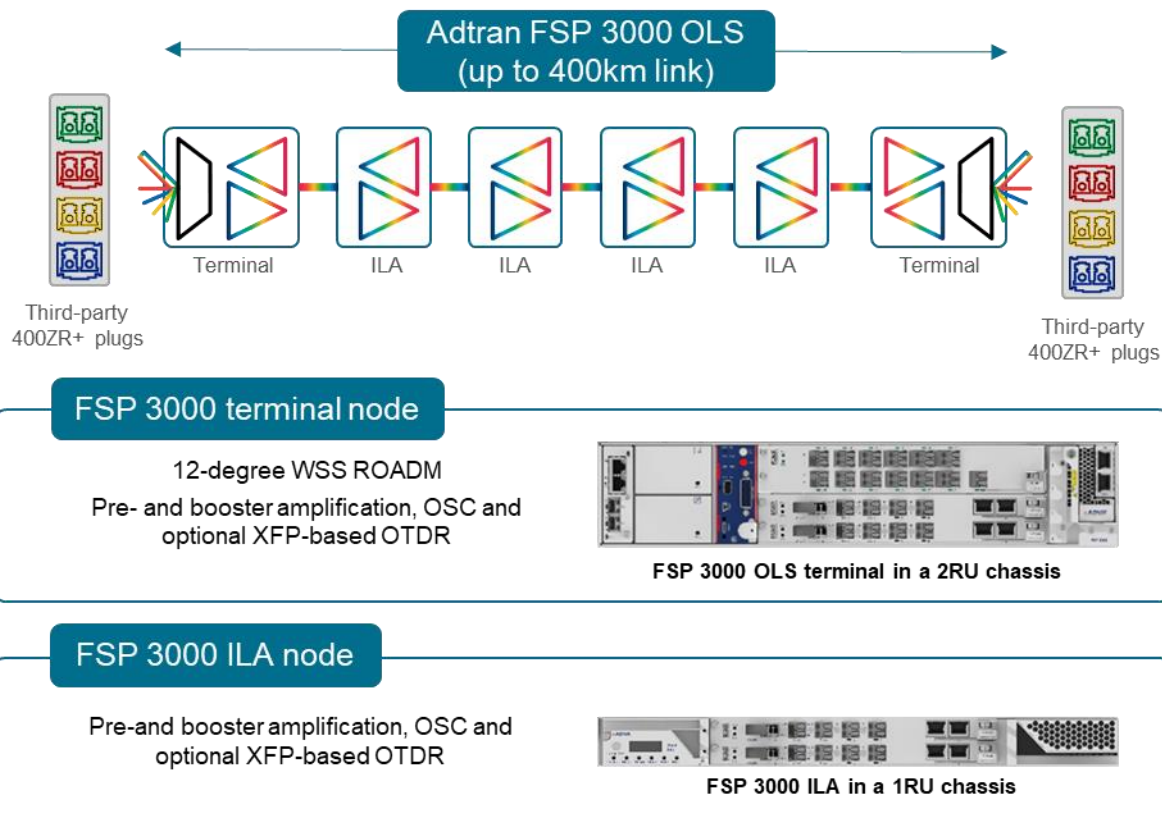 Adtran FSP 3000 OLS
(up to 400km link)
Terminal
ILA
ILA
ILA
ILA
Terminal
Third-party
400ZR+ plugs
Third-party
400ZR+ plugs
FSP 3000 terminal node
12-degree WSS ROADM
Pre- and booster amplification, OSC and
optional XFP-based OTDR
FSP 3000 OLS terminal in a 2RU chassis
FSP 3000 ILA node
Pre-and booster amplification, OSC and
optional XFP-based OTDR
FSP 3000 ILA in a 1RU chassis